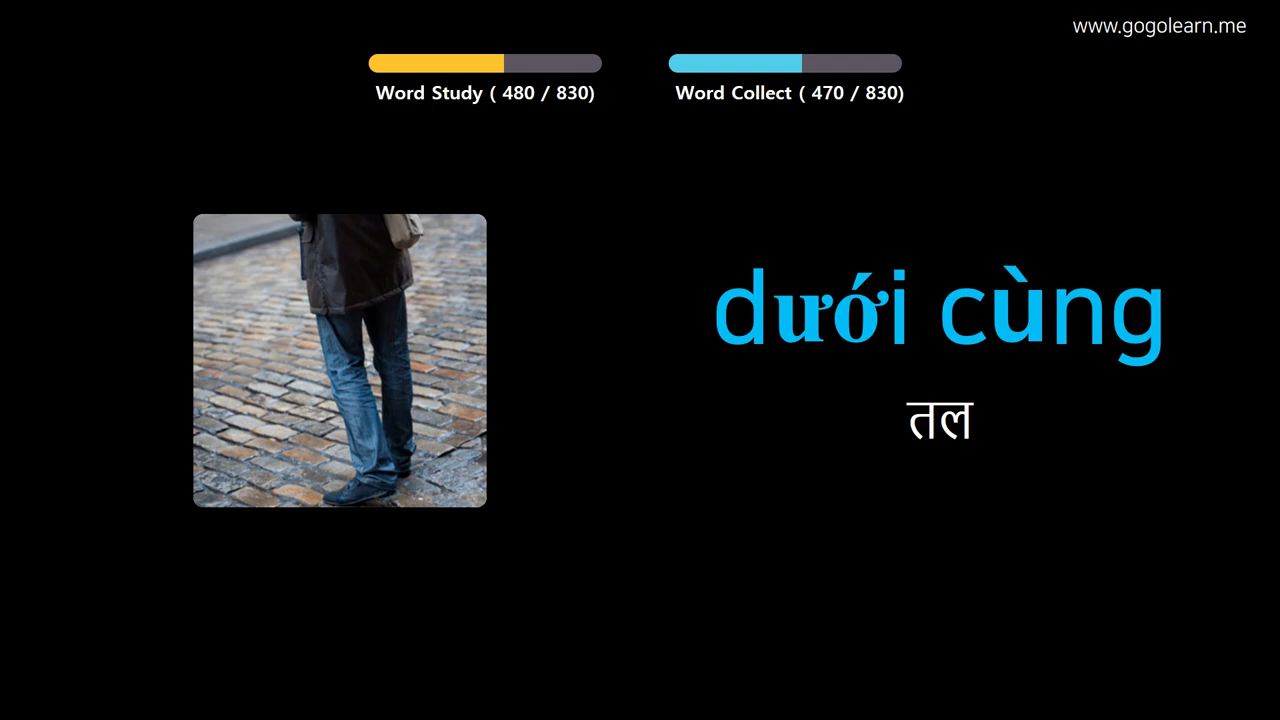 www.gogolearn.me
Word Study ( 480 / 830)
Word Collect ( 470 / 830)
dưới cùng
तल